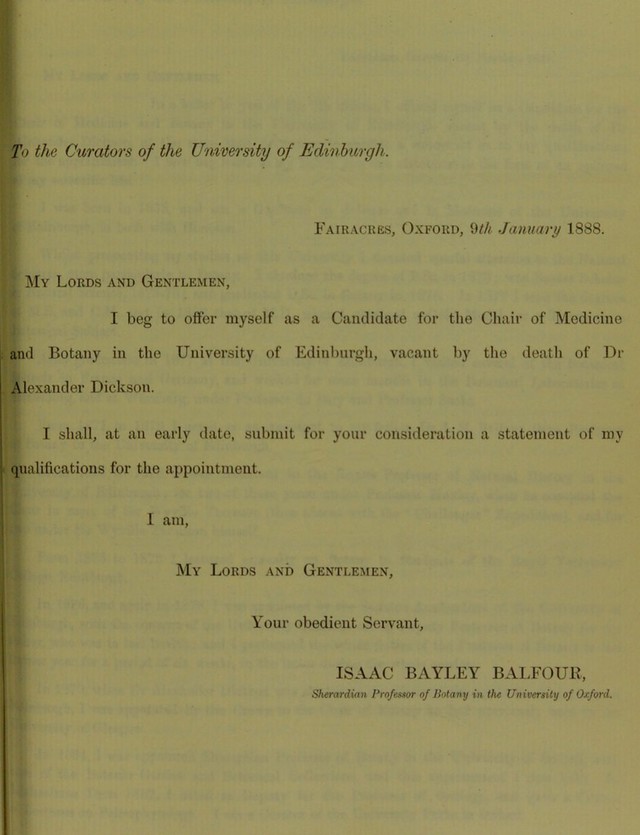 To the Curators of the University of Edinburgh.
Fairacres, Oxford, 9th January 1888.
My Lords and Gentlemen,
I beg to offer myself as a Candidate for the Chair of Medicine
and Botany in the University of Edinburgh, vacant by the death of Dr
Alexander Dickson.
I shall, at an early date, submit for your consideration a statement of my
qualifications for the appointment.
I am,
My Lords and Gentlemen,
Your obedient Servant,
ISAAC BAYLEY BALFOUR,
Sherardian Professor of Botany in the University of Oxford.